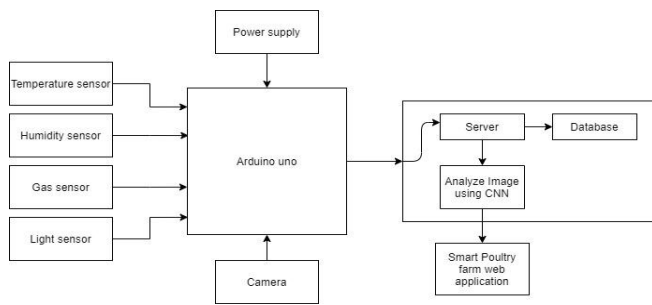 Power supply
Temperature sensor
Humidity sensor
Gas sensor
Light sensor
Arduino uno
Camera
Server
Database
Analyze Image
using CNN
Smart Poultry
farm web
application